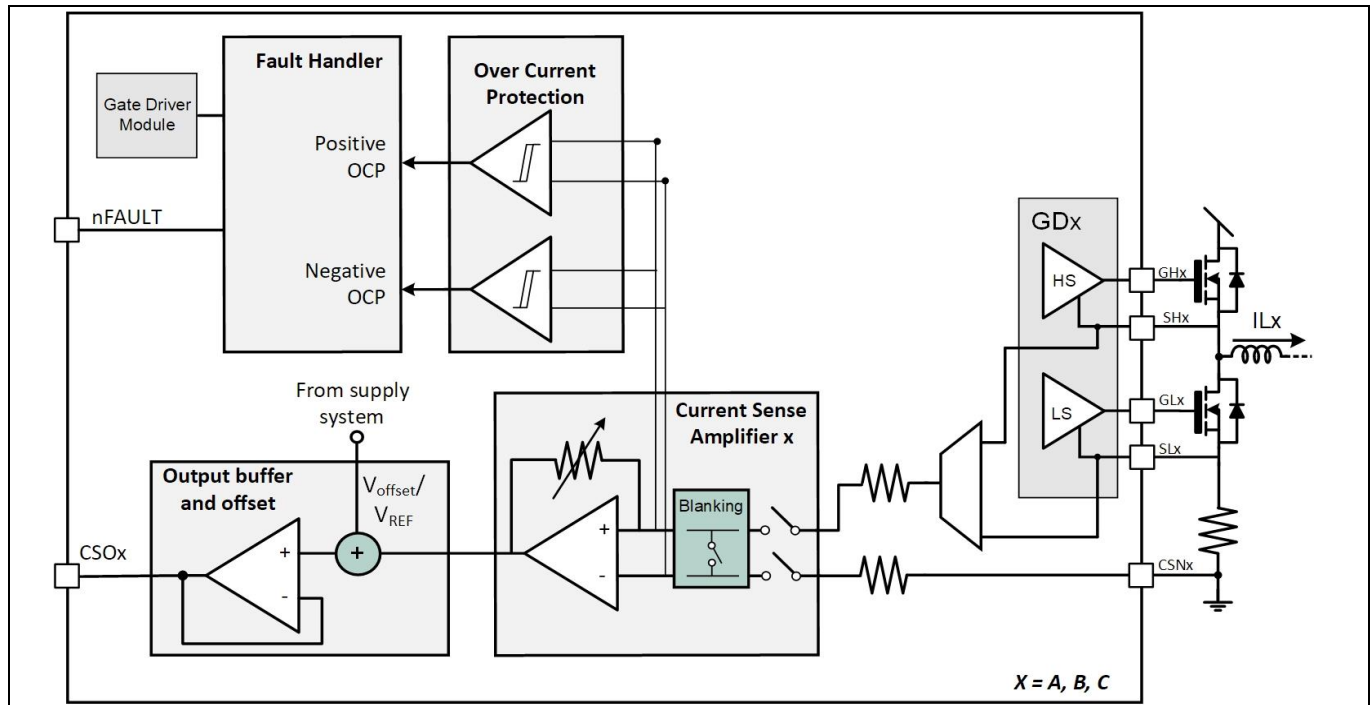 Fault Handler
Gate Driver
Module
Positive
OCP
Negative
OCP
nFAULT
Over Current
Protection
GDx
HS
LS
GHx
SHx
GLx
SLx
ILx
From supply
system
Output buffer
and offset
Voffset/
VREF
+
+
-
CSOx
Current Sense
Amplifier x
+
-
Blanking
CSNx
X = A, B, C